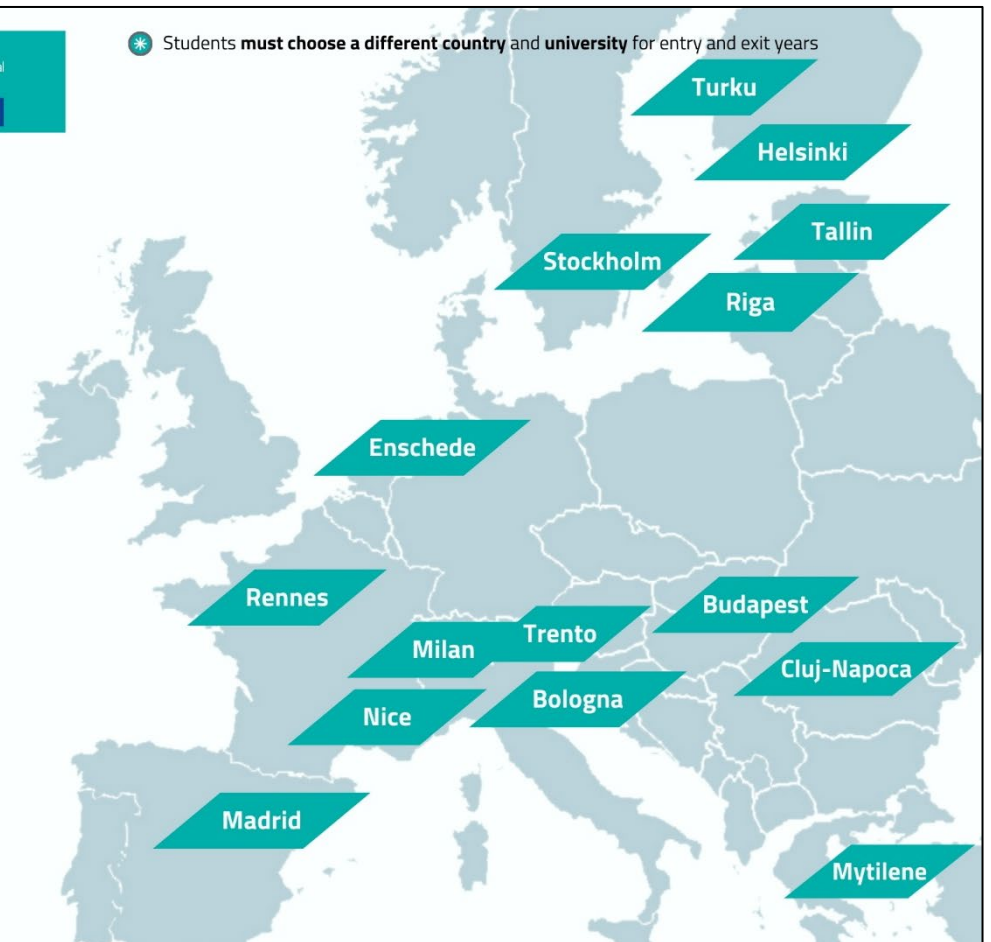 Students must choose a different country and university for entry and exit years
Turku
Helsinki
Tallin
Stockholm
Riga
Enschede
Rennes
Budapest
Trento
Milan
Cluj-Napoca
Bologna
Nice
Madrid
Mytilene